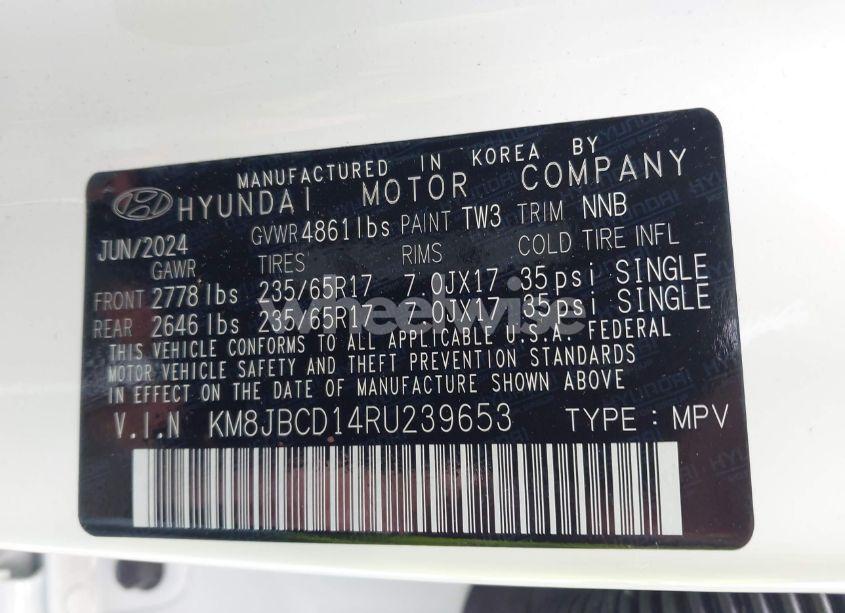 MANUFACTURED IN KOREA BY
HYUNDAI MOTOR COMPANY
JUN/2024 GVWR 4861 lbs PAINT TW3 TRIM NNB
GAWR TIRES RIMS COLD TIRE INFL
FRONT 2778 lbs 235/65R17 7.0JX17 35 psi SINGLE
REAR 2646 lbs 235/65R17 7.0JX17 35 psi SINGLE
THIS VEHICLE CONFORMS TO ALL APPLICABLE U.S.A. FEDERAL
MOTOR VEHICLE SAFETY AND THEFT PREVENTION STANDARDS
IN EFFECT ON THE DATE OF MANUFACTURE SHOWN ABOVE.
V.I.N KM8JBCD14RU239653 TYPE : MPV
wheelwise